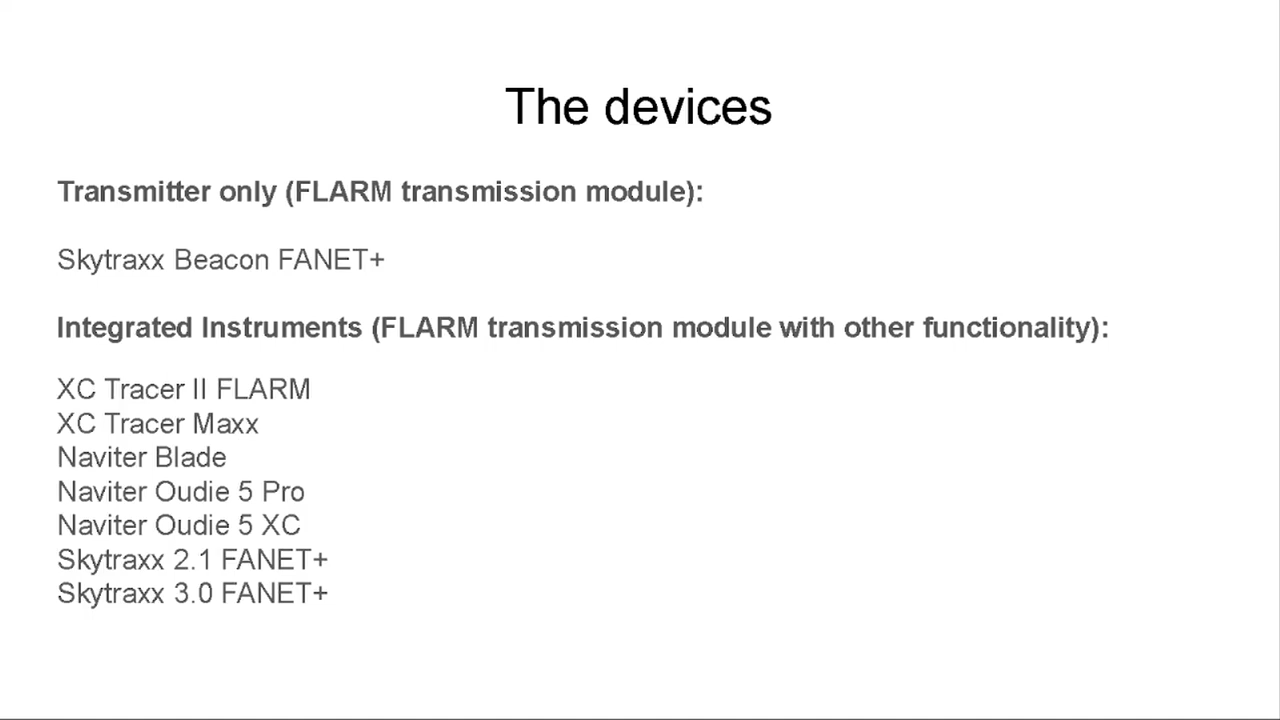 The devices
Transmitter only (FLARM transmission module):
Skytraxx Beacon FANET+
Integrated Instruments (FLARM transmission module with other functionality):
XC Tracer II FLARM
XC Tracer Maxx
Naviter Blade
Naviter Oudie 5 Pro
Naviter Oudie 5 XC
Skytraxx 2.1 FANET+
Skytraxx 3.0 FANET+